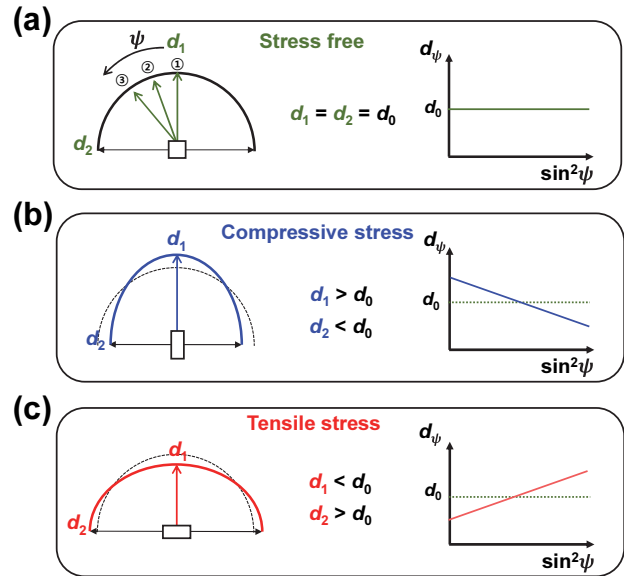 (a)
Stress free
ψ
d₁
③ ② ①
d₂
d₁ = d₂ = d₀
dψ
d₀
sin²ψ
(b)
Compressive stress
d₁
d₂
d₁ > d₀
d₂ < d₀
dψ
d₀
sin²ψ
(c)
Tensile stress
d₁
d₂
d₁ < d₀
d₂ > d₀
dψ
d₀
sin²ψ